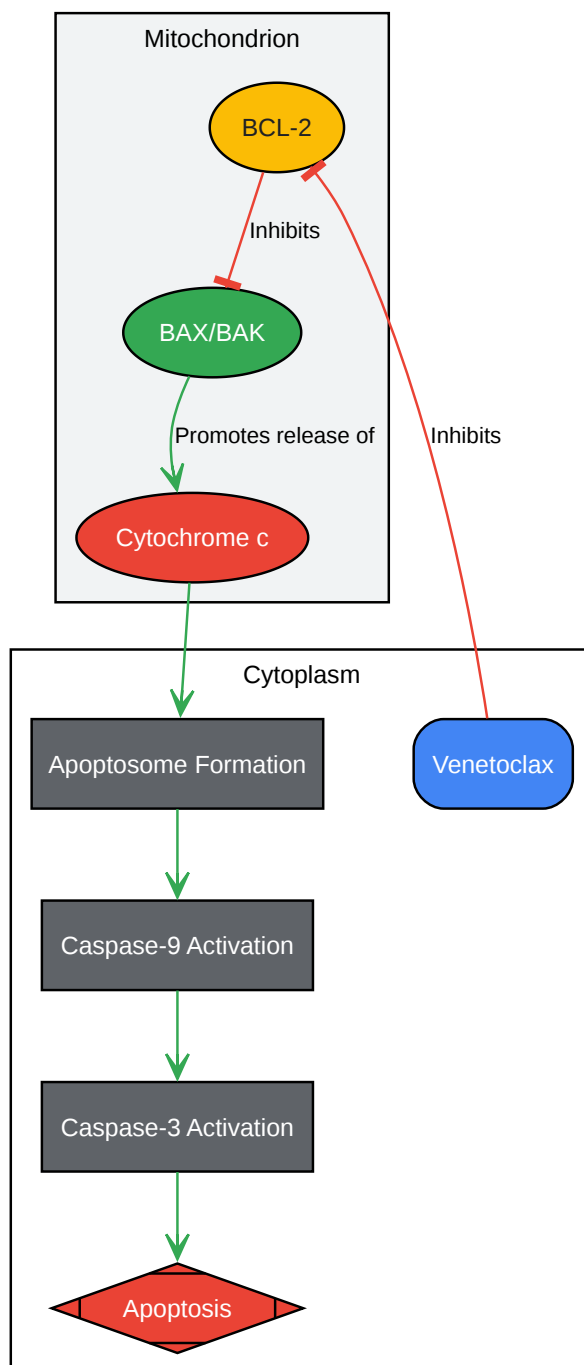 Mitochondrion
BCL-2
Inhibits
BAX/BAK
Promotes release of
Inhibits
Cytochrome c
Cytoplasm
Apoptosome Formation
Venetoclax
Caspase-9 Activation
Caspase-3 Activation
Apoptosis